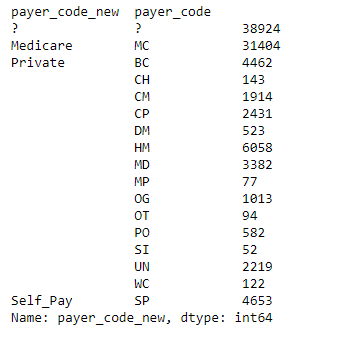 payer_code_new  payer_code
?               ?             38924
Medicare        MC            31404
Private         BC             4462
                CH              143
                CM             1914
                CP             2431
                DM              523
                HM             6058
                MD             3382
                MP               77
                OG             1013
                OT               94
                PO              582
                SI               52
                UN             2219
                WC              122
Self_Pay        SP             4653
Name: payer_code_new, dtype: int64